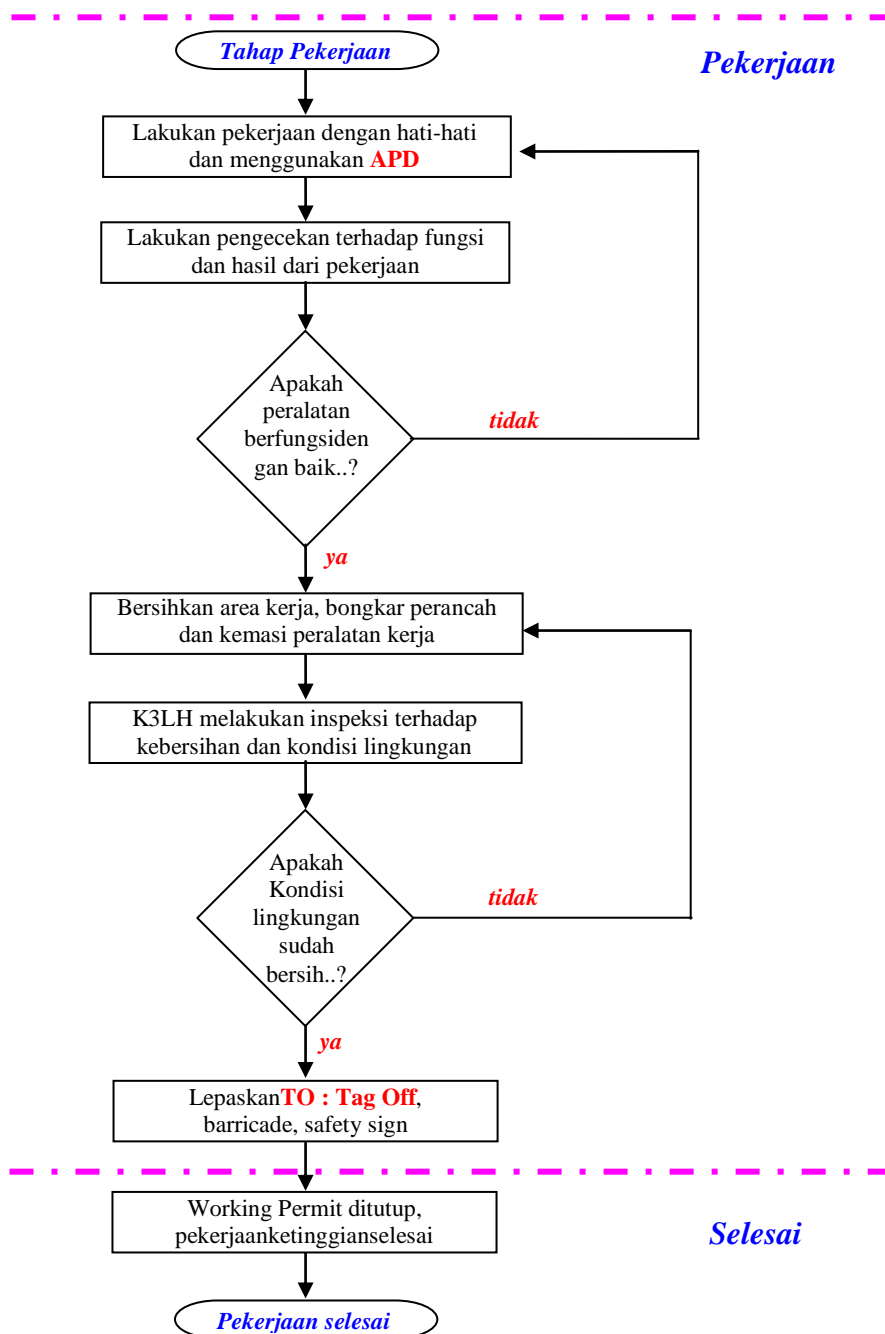 Tahap Pekerjaan
Pekerjaan
Lakukan pekerjaan dengan hati-hati
dan menggunakan APD
Lakukan pengecekan terhadap fungsi
dan hasil dari pekerjaan
Apakah
peralatan
berfungsiden
gan baik..?
tidak
ya
Bersihkan area kerja, bongkar perancah
dan kemasi peralatan kerja
K3LH melakukan inspeksi terhadap
kebersihan dan kondisi lingkungan
Apakah
Kondisi
lingkungan
sudah
bersih..?
tidak
ya
LepaskanTO : Tag Off,
barricade, safety sign
Working Permit ditutup,
pekerjaanketinggianselesai
Selesai
Pekerjaan selesai